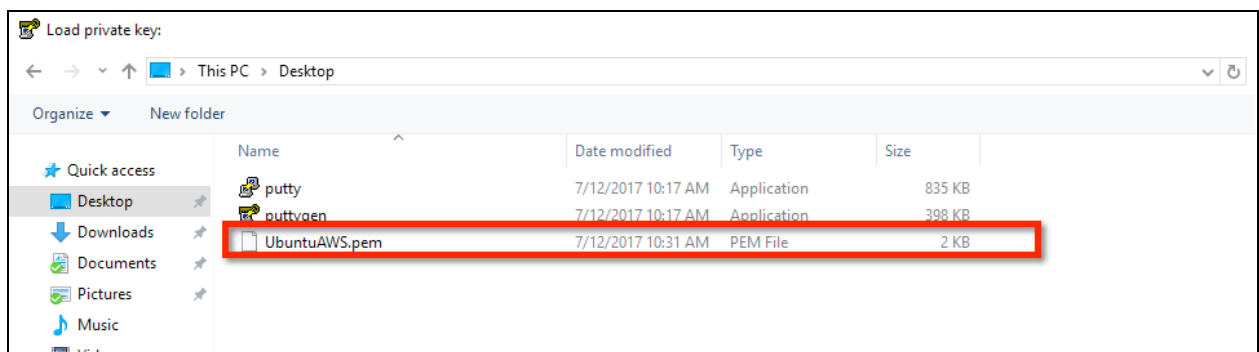 Load private key:
This PC > Desktop
Organize New folder
Name Date modified Type Size
Quick access
Desktop
Downloads
Documents
Pictures
Music
putty 7/12/2017 10:17 AM Application 835 KB
puttygen 7/12/2017 10:17 AM Application 398 KB
UbuntuAWS.pem 7/12/2017 10:31 AM PEM File 2 KB